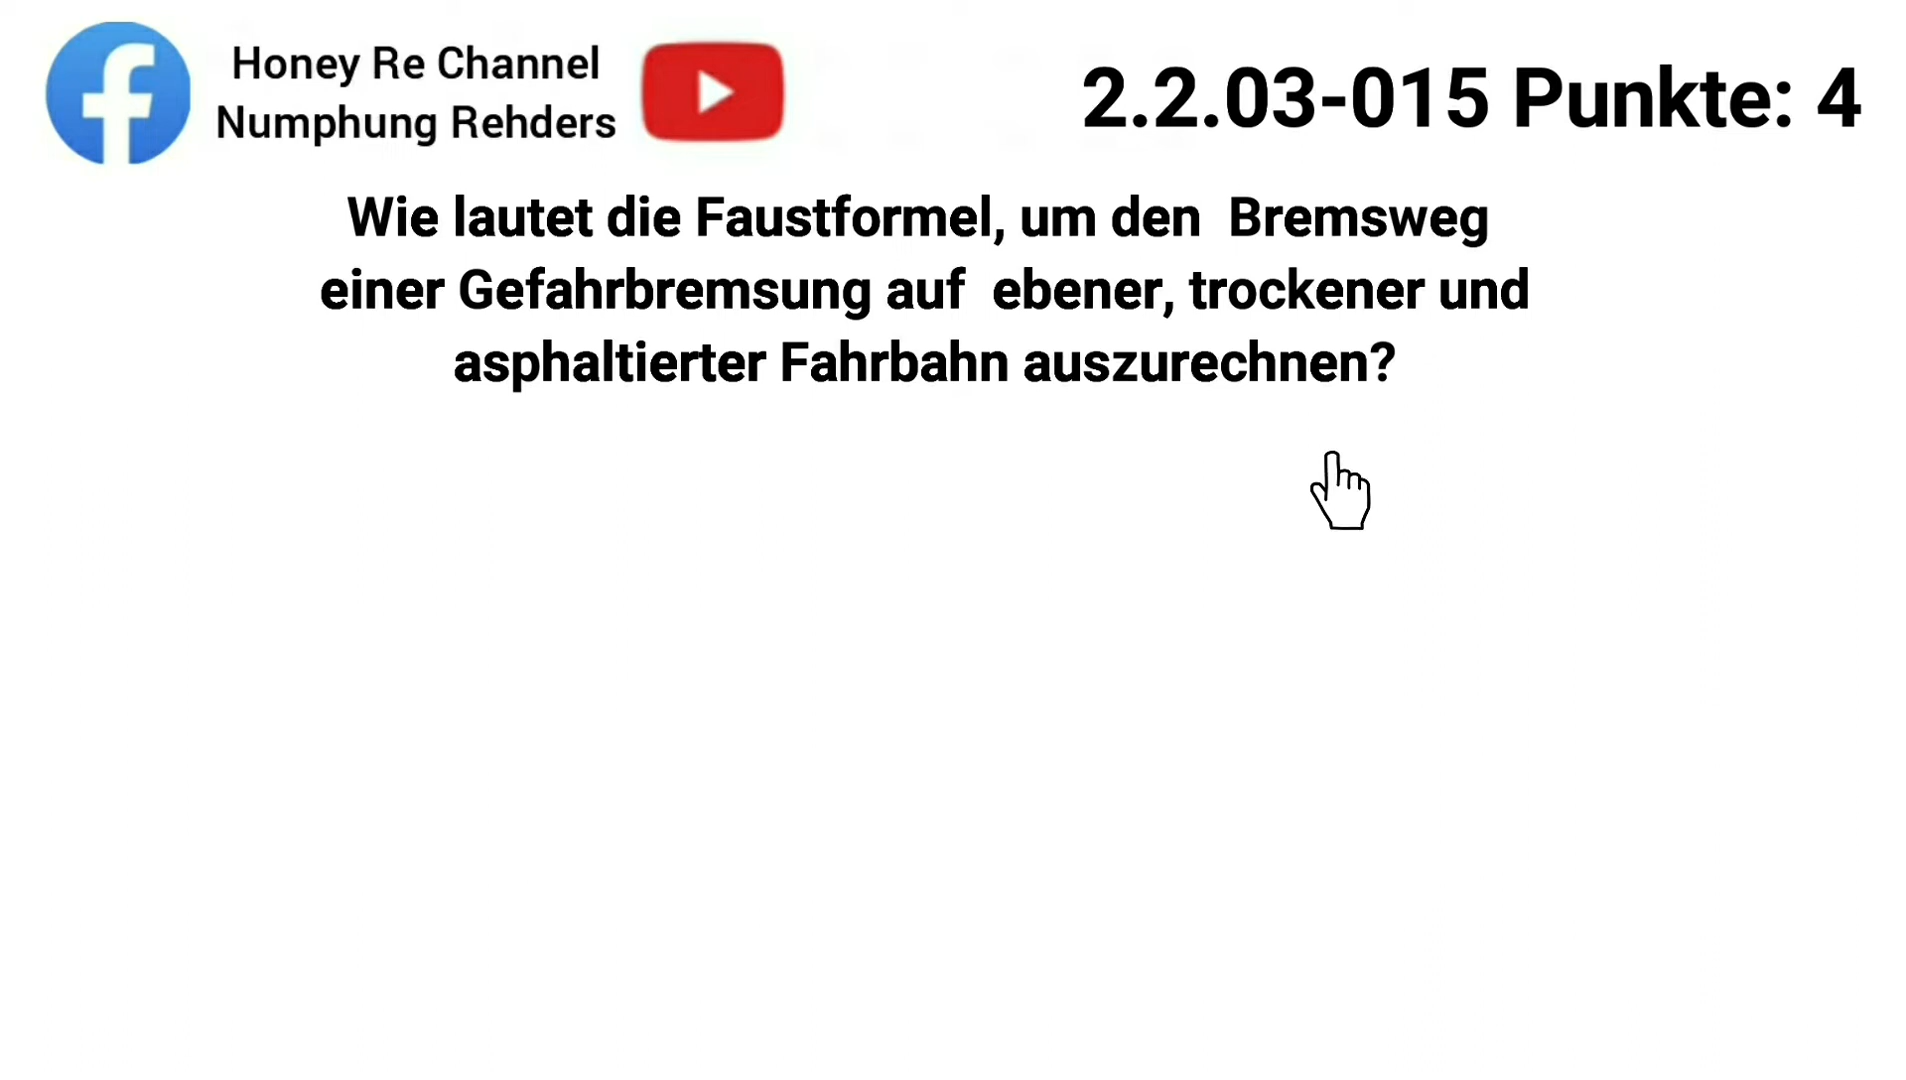 Honey Re Channel
Numphung Rehders
2.2.03-015 Punkte: 4
Wie lautet die Faustformel, um den Bremsweg
einer Gefahrbremsung auf ebener, trockener und
asphaltierter Fahrbahn auszurechnen?